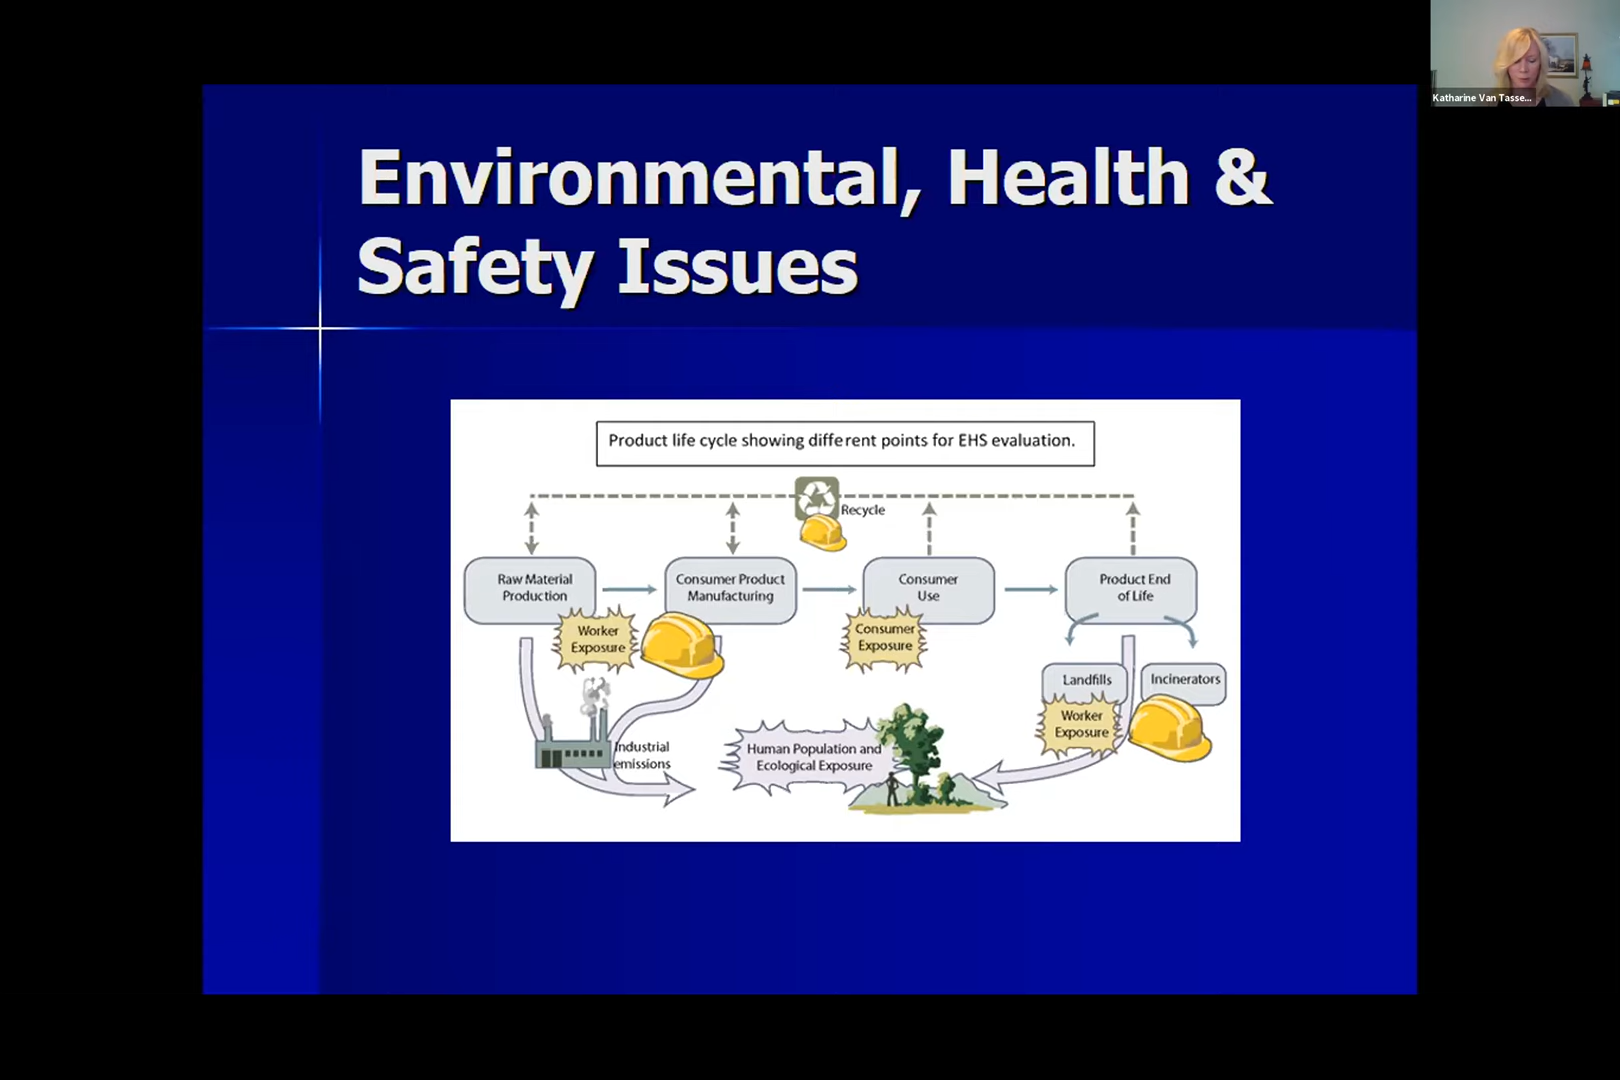 Environmental, Health &
Safety Issues
Product life cycle showing different points for EHS evaluation.
Recycle
Raw Material
Production
Consumer Product
Manufacturing
Consumer
Use
Product End
of Life
Worker
Exposure
Consumer
Exposure
Landfills
Incinerators
Worker
Exposure
Industrial
emissions
Human Population and
Ecological Exposure
Katharine Van Tasse...